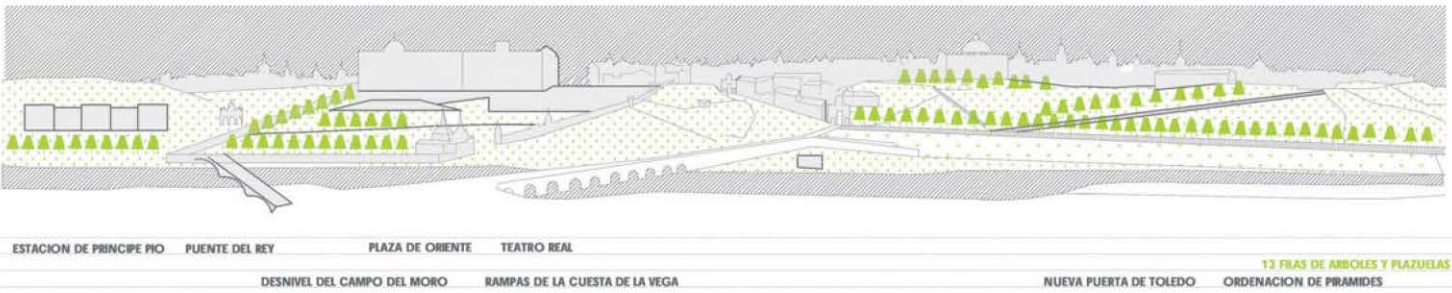 ESTACION DE PRINCIPE PIO PUENTE DEL REY PLAZA DE ORIENTE TEATRO REAL
13 FILAS DE ARBOLES Y PLAZUELAS
DESNIVEL DEL CAMPO DEL MORO RAMPAS DE LA CUESTA DE LA VEGA NUEVA PUERTA DE TOLEDO ORDENACION DE PIRAMIDES